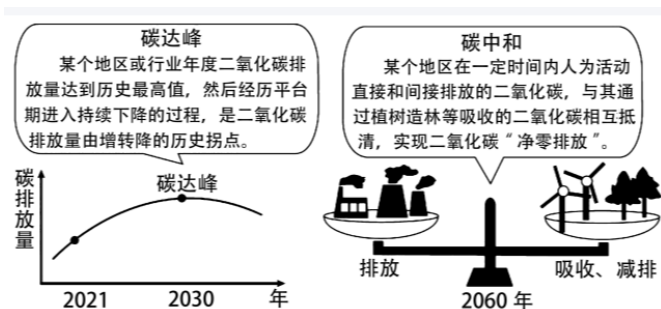 碳达峰
某个地区或行业年度二氧化碳排
放量达到历史最高值，然后经历平台
期进入持续下降的过程，是二氧化碳
排放量由增转降的历史拐点。
碳排放量
碳达峰
2021
2030
年
碳中和
某个地区在一定时间内人为活动
直接和间接排放的二氧化碳，与其通
过植树造林等吸收的二氧化碳相互抵
清，实现二氧化碳“净零排放”。
排放
吸收、减排
2060 年